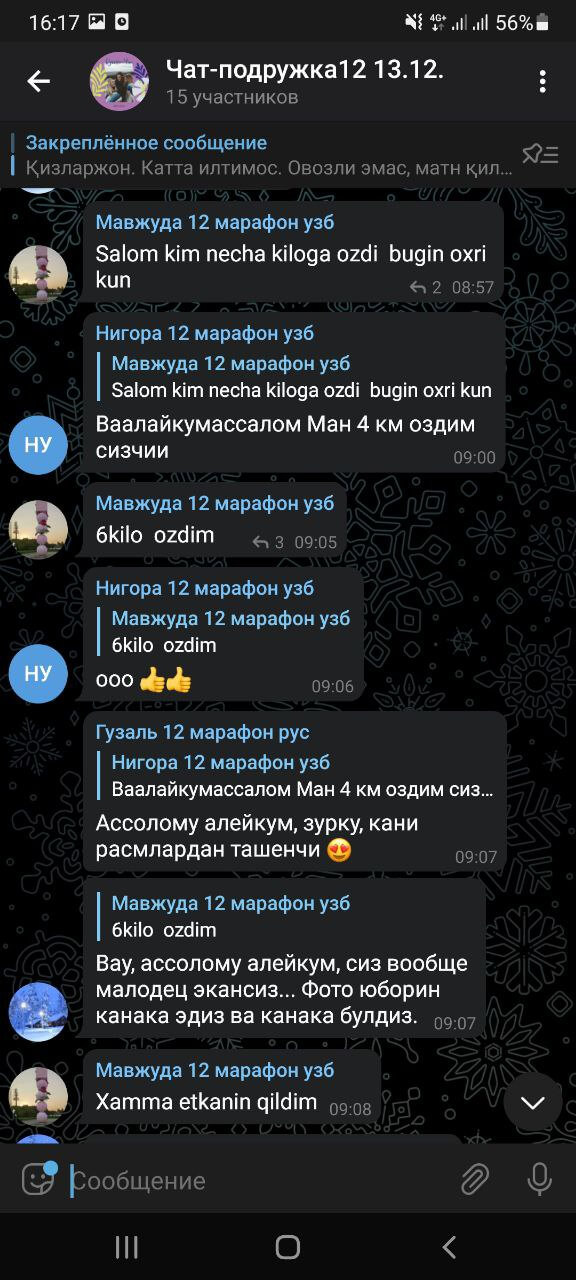 16:17
4G+
56%
Чат-подружка12 13.12.
15 участников
Закреплённое сообщение
Қизларжон. Катта илтимос. Овозли эмас, матн қил...
Мавжуда 12 марафон узб
Salom kim necha kiloga ozdi bugin oxri
kun
2 08:57
Нигора 12 марафон узб
Мавжуда 12 марафон узб
Salom kim necha kiloga ozdi bugin oxri kun
Ваалайкумассалом Ман 4 км оздим
сизчии
09:00
НУ
Мавжуда 12 марафон узб
6kilo ozdim
3 09:05
Нигора 12 марафон узб
Мавжуда 12 марафон узб
6kilo ozdim
ооо 👍👍
09:06
НУ
Гузаль 12 марафон рус
Нигора 12 марафон узб
Ваалайкумассалом Ман 4 км оздим сиз...
Ассолому алейкум, зурку, кани
расмлардан ташенчи 😍
09:07
Мавжуда 12 марафон узб
6kilo ozdim
Вау, ассолому алейкум, сиз вообще
малодец экансиз... Фото юборин
канака эдиз ва канака булдиз.
09:07
Мавжуда 12 марафон узб
Xamma etkanin qildim
09:08
Сообщение